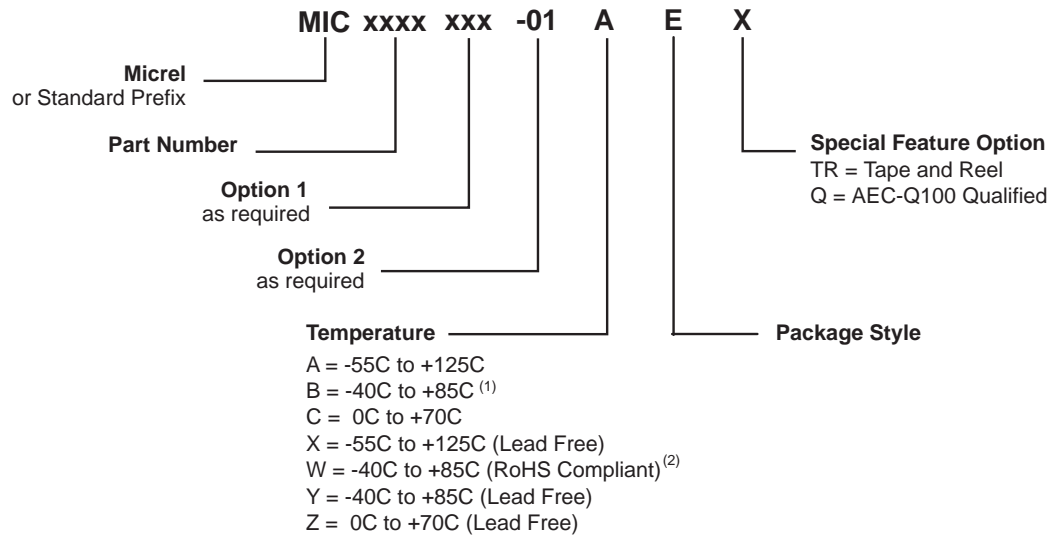 MIC xxxx xxx -01 A E X
Micrel
or Standard Prefix
Part Number
Option 1
as required
Option 2
as required
Temperature
A = -55C to +125C
B = -40C to +85C (1)
C = 0C to +70C
X = -55C to +125C (Lead Free)
W = -40C to +85C (RoHS Compliant)(2)
Y = -40C to +85C (Lead Free)
Z = 0C to +70C (Lead Free)
Package Style
Special Feature Option
TR = Tape and Reel
Q = AEC-Q100 Qualified